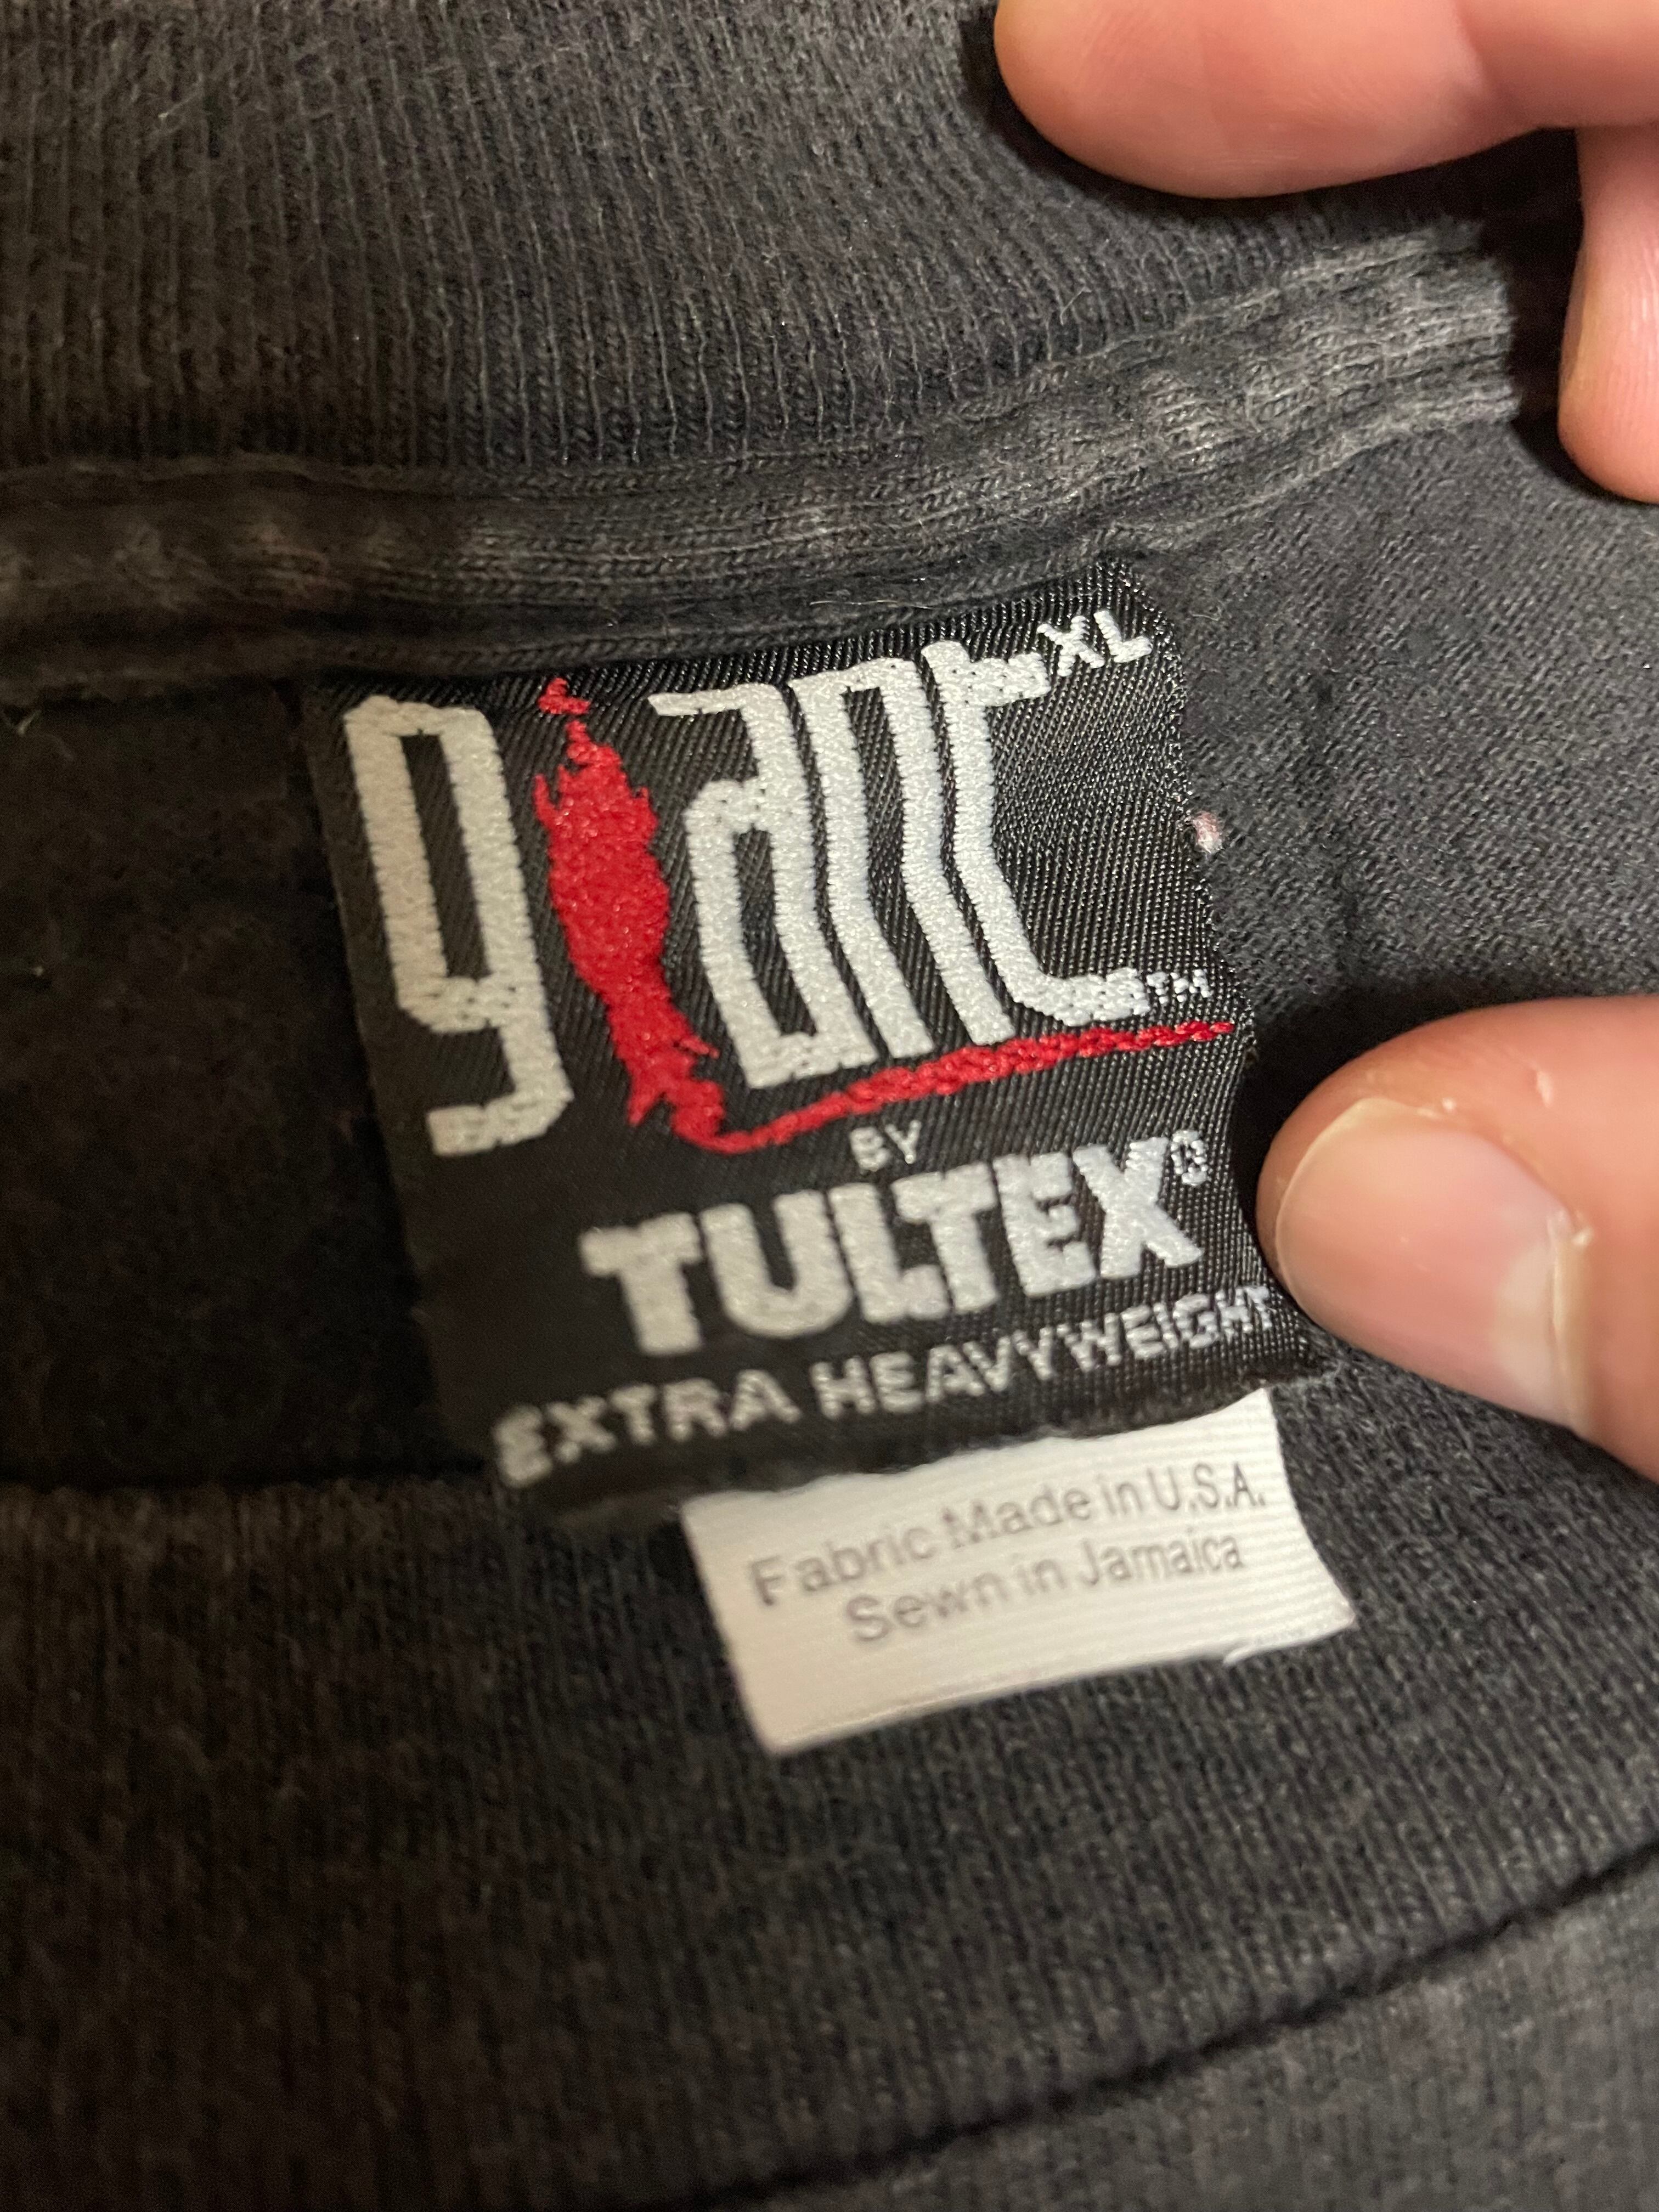 giant XL
TM
BY
TULTEX®
EXTRA HEAVYWEIGHT
Fabric Made in U.S.A.
Sewn in Jamaica